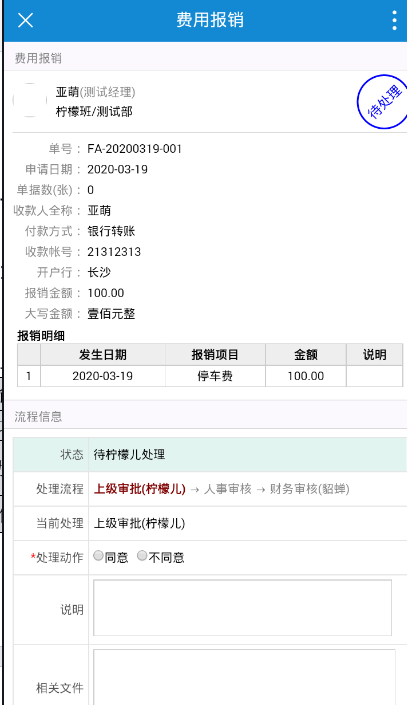 费用报销
费用报销
亚萌(测试经理)
柠檬班/测试部
待处理
单号： FA-20200319-001
申请日期： 2020-03-19
单据数(张)： 0
收款人全称： 亚萌
付款方式： 银行转账
收款帐号： 21312313
开户行： 长沙
报销金额： 100.00
大写金额： 壹佰元整
报销明细
发生日期 报销项目 金额 说明
1 2020-03-19 停车费 100.00
流程信息
状态 待柠檬儿处理
处理流程 上级审批(柠檬儿) → 人事审核 → 财务审核(貂蝉)
当前处理 上级审批(柠檬儿)
*处理动作 同意 不同意
说明
相关文件